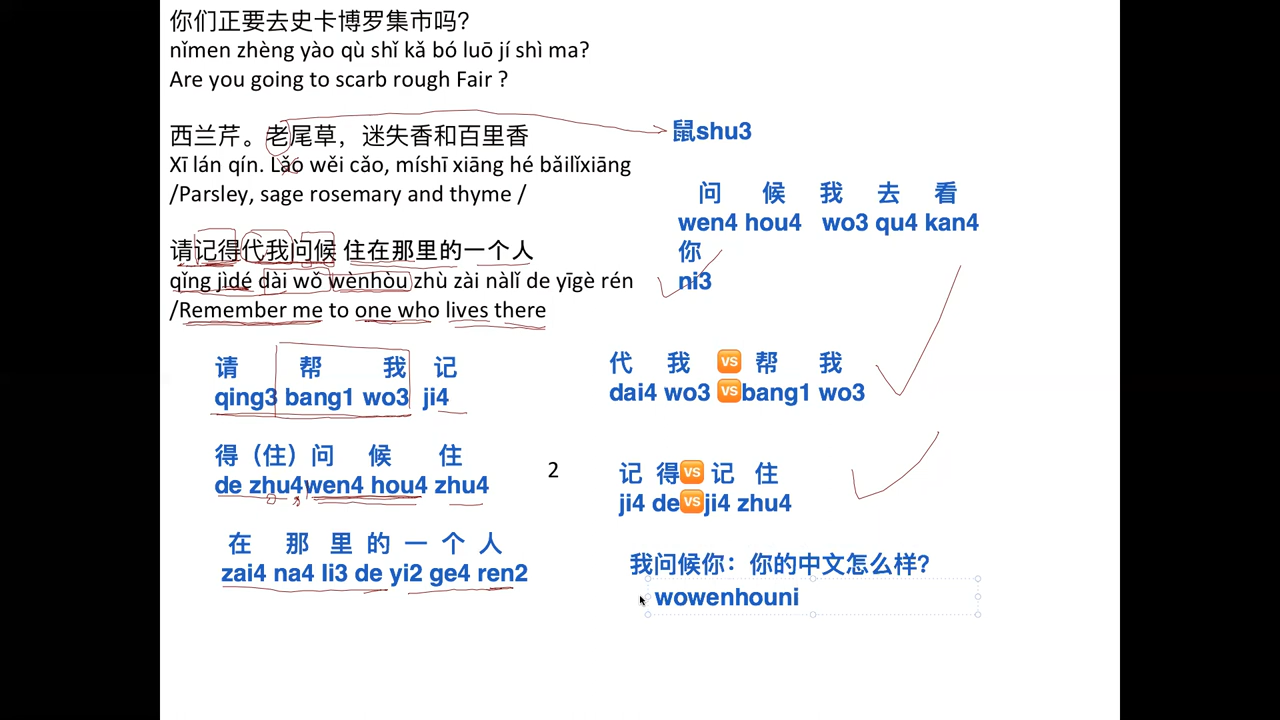 你们正要去史卡博罗集市吗?
nǐmen zhèng yào qù shǐ kǎ bó luō jí shì ma?
Are you going to scarb rough Fair ?
西兰芹。老尾草，迷失香和百里香
Xī lán qín. Lǎo wěi cǎo, míshī xiāng hé bǎilǐxiāng
/Parsley, sage rosemary and thyme /
请记得代我问候 住在那里的一个人
qǐng jìdé dài wǒ wènhòu zhù zài nàlǐ de yīgè rén
/Remember me to one who lives there
请 帮 我 记
qing3 bang1 wo3 ji4
得（住）问 候 住
de zhu4wen4 hou4 zhu4
在 那 里 的 一 个 人
zai4 na4 li3 de yi2 ge4 ren2
鼠shu3
问 候 我 去 看
wen4 hou4 wo3 qu4 kan4
你
ni3
代 我 VS 帮 我
dai4 wo3 VS bang1 wo3
2
记 得 VS 记 住
ji4 de VS ji4 zhu4
我问候你：你的中文怎么样?
wowenhouni